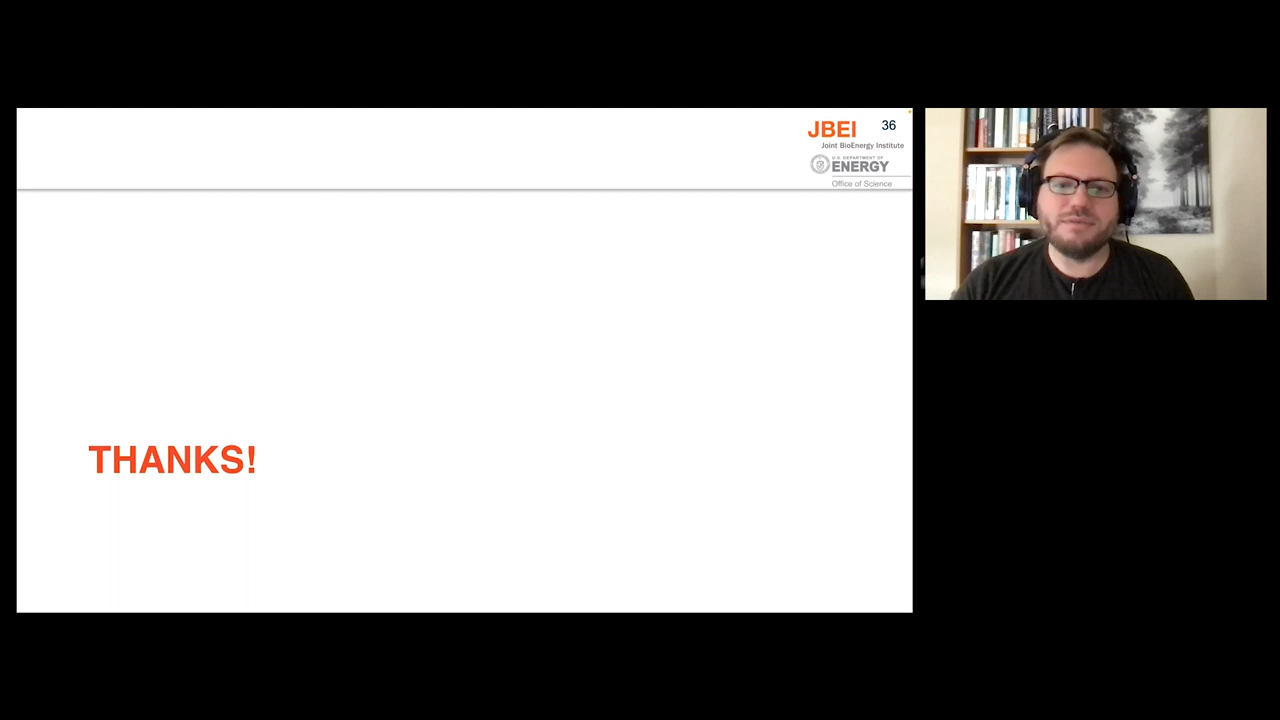 JBEI
36
Joint BioEnergy Institute
U.S. DEPARTMENT OF
ENERGY
Office of Science
THANKS!